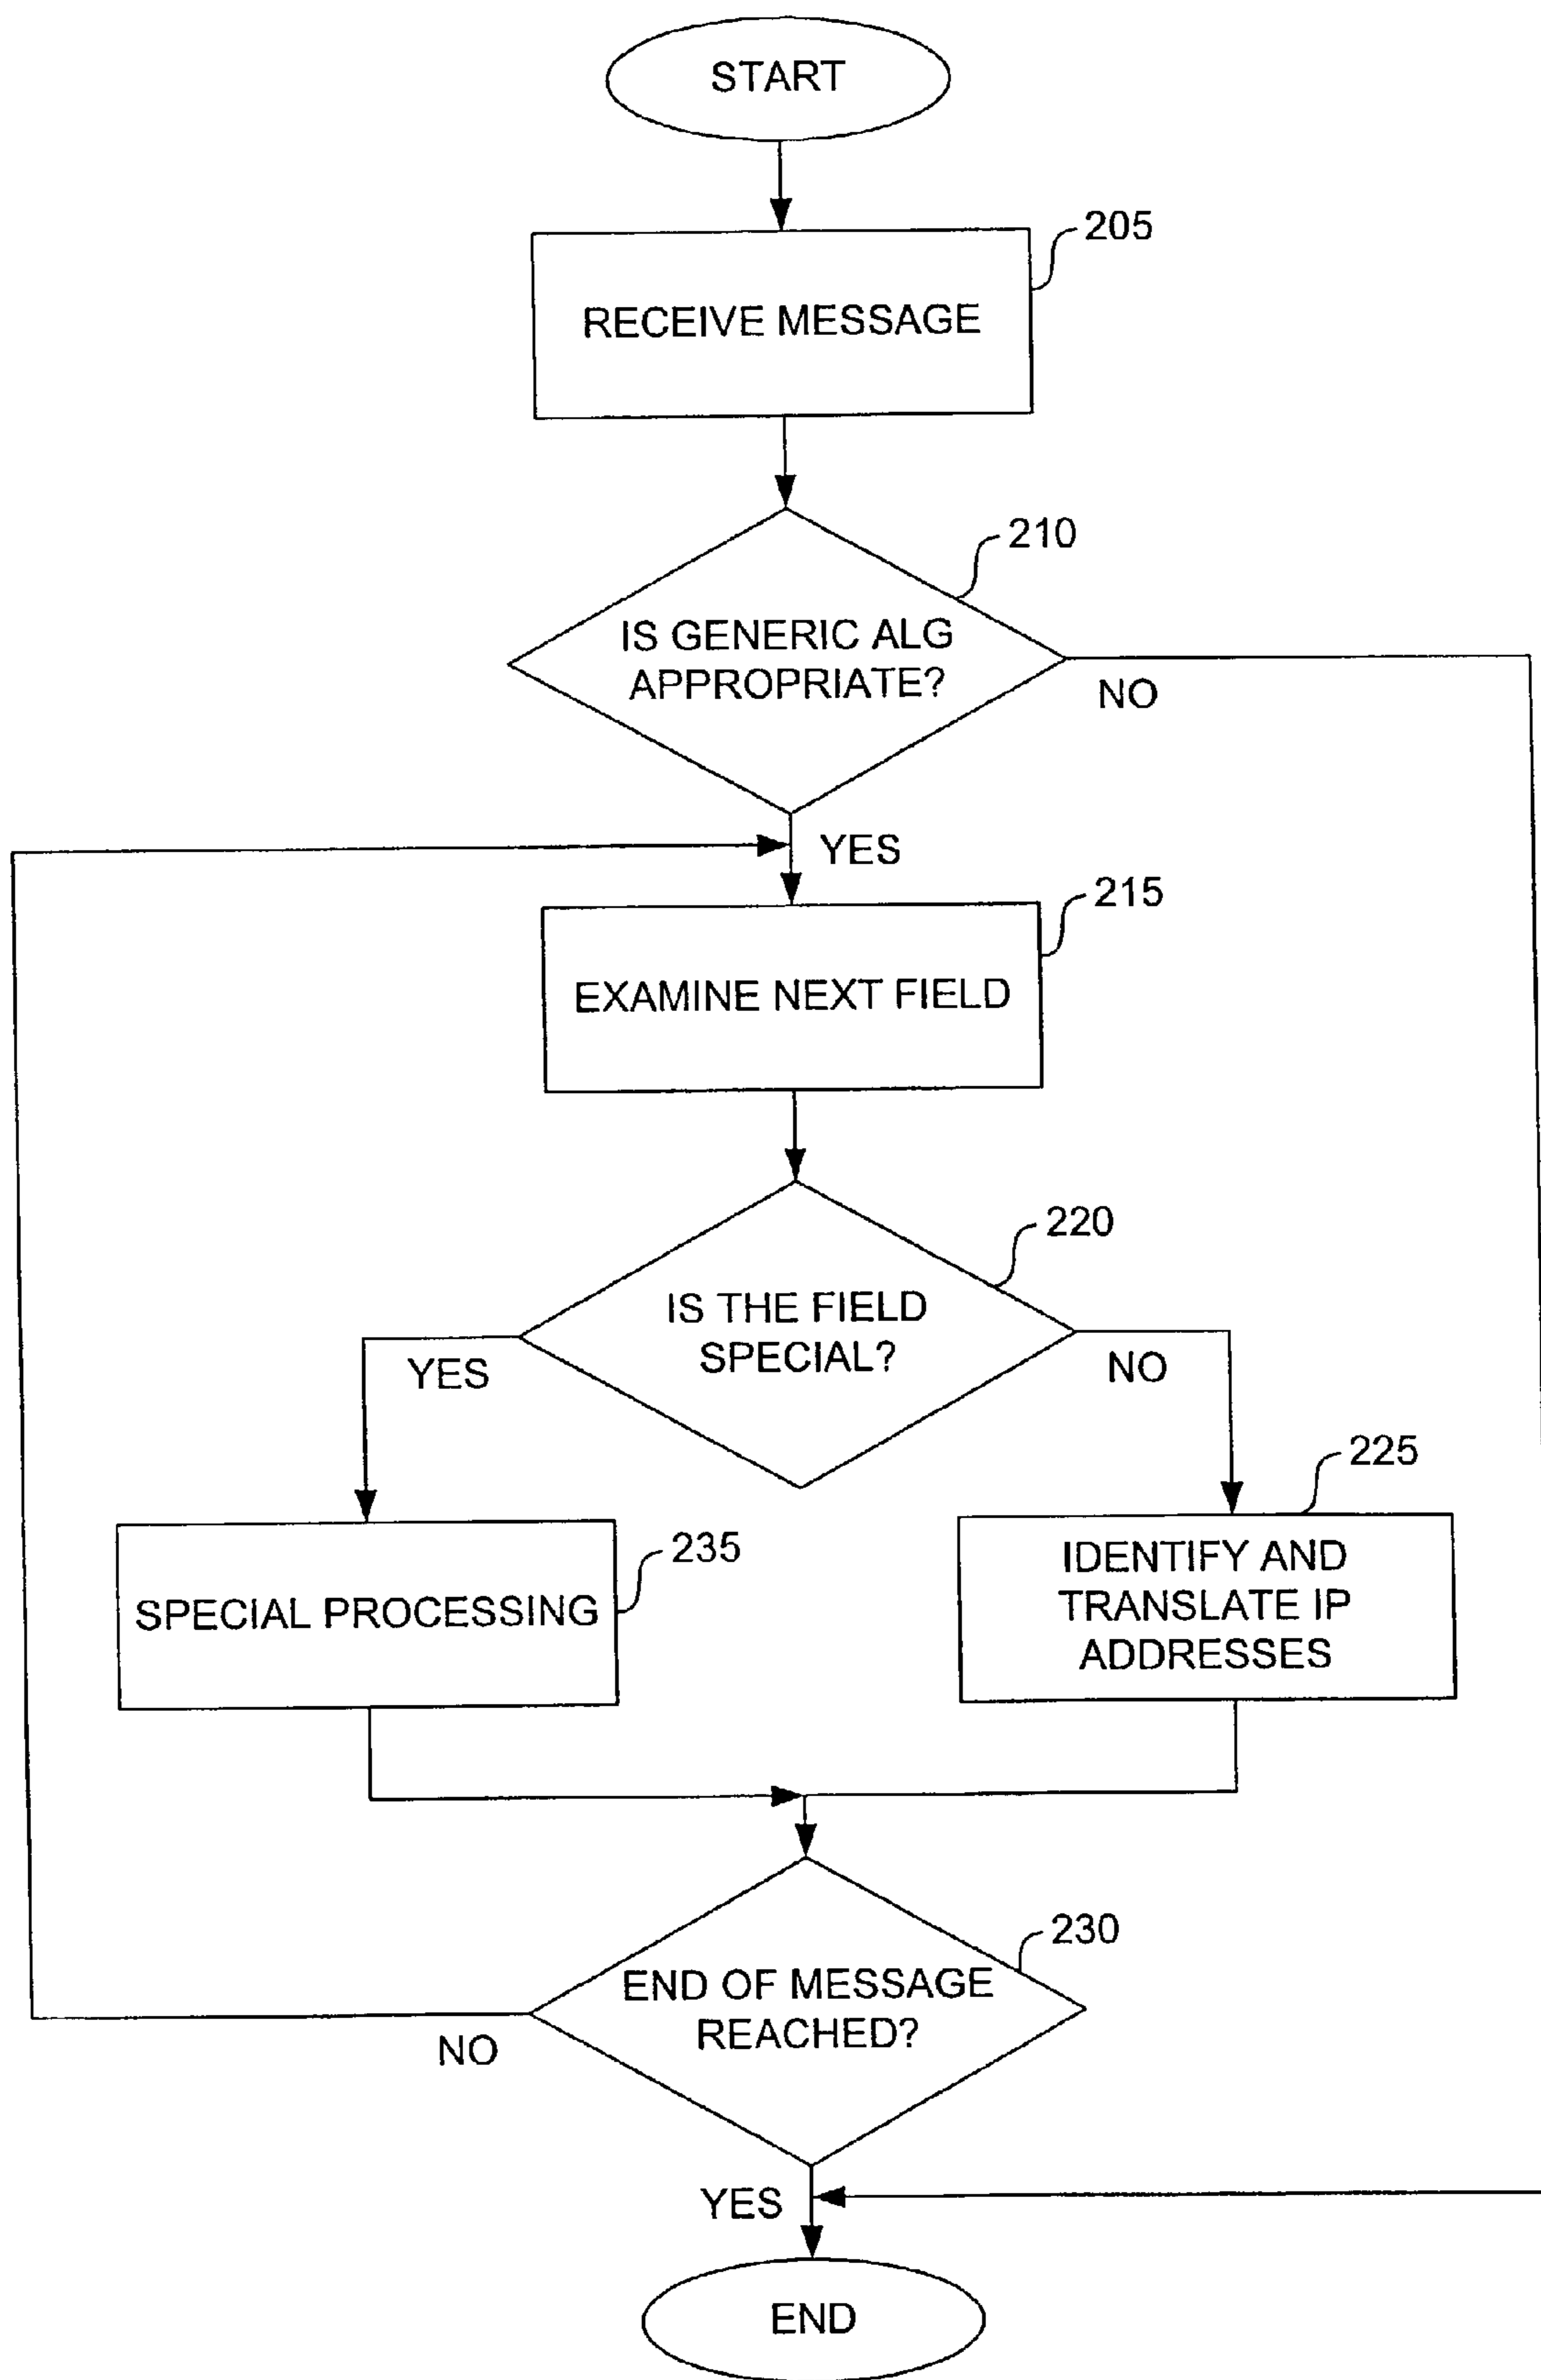 START
205
RECEIVE MESSAGE
210
IS GENERIC ALG
APPROPRIATE?
NO
YES
215
EXAMINE NEXT FIELD
220
IS THE FIELD
SPECIAL?
YES
NO
225
IDENTIFY AND
TRANSLATE IP
ADDRESSES
235
SPECIAL PROCESSING
230
END OF MESSAGE
REACHED?
NO
YES
END